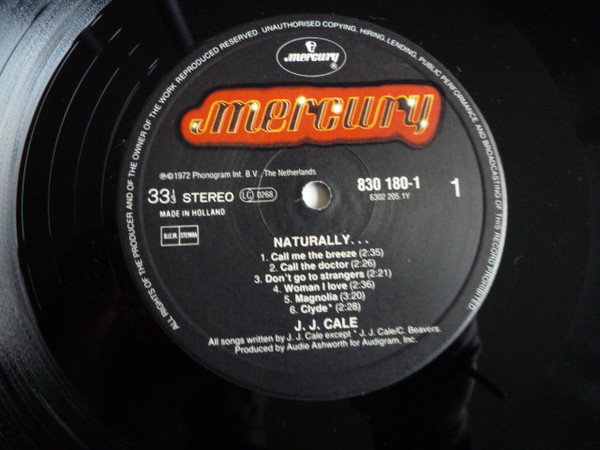 ALL RIGHTS OF THE PRODUCER AND OF THE OWNER OF THE WORK REPRODUCED RESERVED. UNAUTHORISED COPYING, HIRING, LENDING, PUBLIC PERFORMANCE AND BROADCASTING OF THIS RECORD PROHIBITED
mercury ®
mercury
℗©1972 Phonogram Int. B.V., The Netherlands
33⅓ STEREO LC 0268 830 180-1 1
6302 205.1Y
MADE IN HOLLAND
B.I.E.M. STEMRA
NATURALLY...
1. Call me the breeze (2:35)
2. Call the doctor (2:26)
3. Don't go to strangers (2:21)
4. Woman I love (2:36)
5. Magnolia (3:20)
6. Clyde* (2:28)
J. J. CALE
All songs written by J. J. Cale except * J. J. Cale/C. Beavers.
Produced by Audie Ashworth for Audigram, Inc.